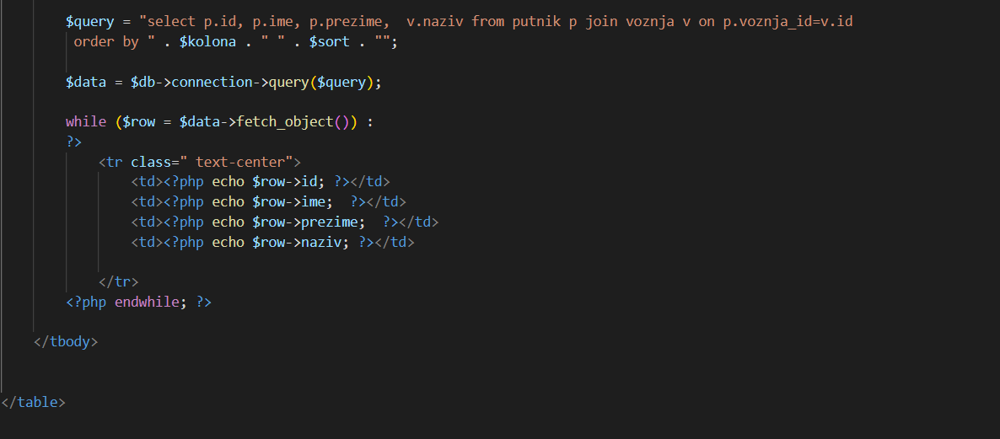 $query = "select p.id, p.ime, p.prezime,  v.naziv from putnik p join voznja v on p.voznja_id=v.id
 order by " . $kolona . " " . $sort . "";
$data = $db->connection->query($query);
while ($row = $data->fetch_object()) :
?>
<tr class=" text-center">
<td><?php echo $row->id; ?></td>
<td><?php echo $row->ime;  ?></td>
<td><?php echo $row->prezime;  ?></td>
<td><?php echo $row->naziv; ?></td>
</tr>
<?php endwhile; ?>
</tbody>
</table>